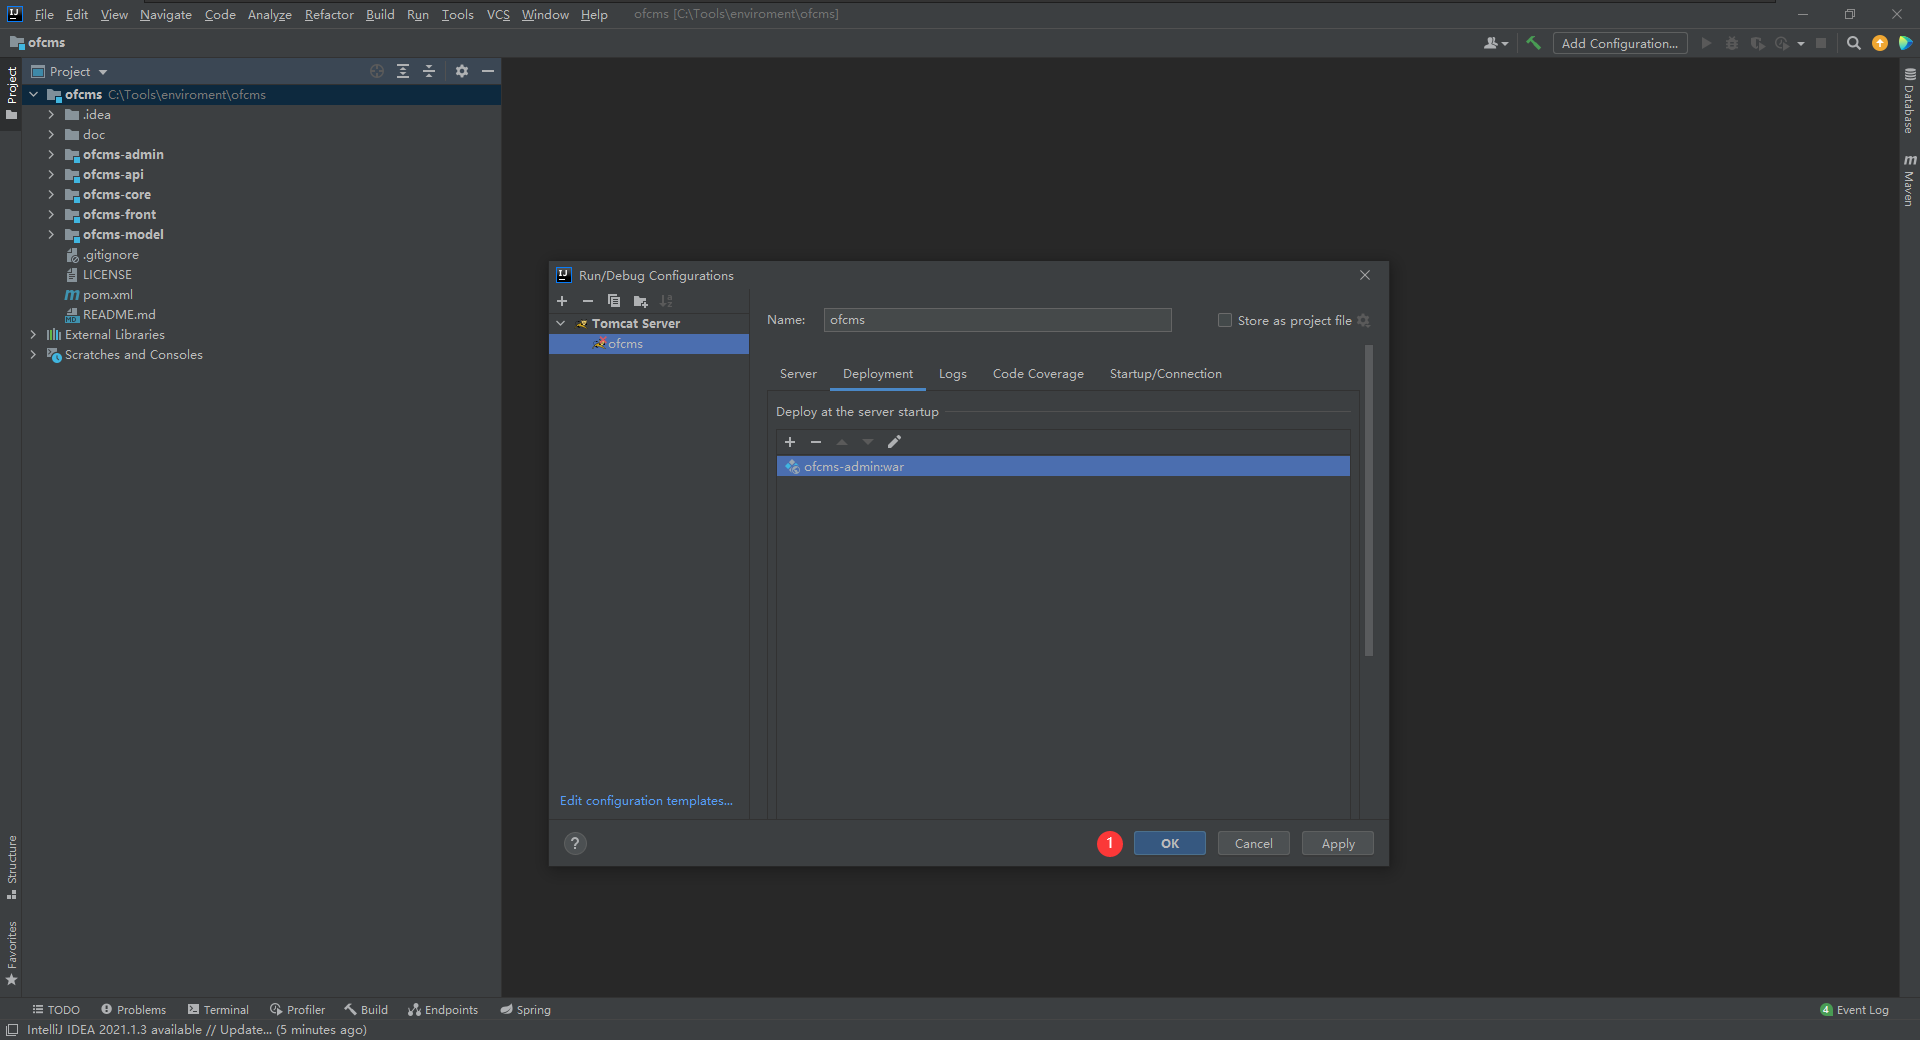 File Edit View Navigate Code Analyze Refactor Build Run Tools VCS Window Help ofcms [C:\Tools\enviroment\ofcms]
ofcms
Add Configuration...
Project
Project
ofcms C:\Tools\enviroment\ofcms
.idea
doc
ofcms-admin
ofcms-api
ofcms-core
ofcms-front
ofcms-model
.gitignore
LICENSE
pom.xml
README.md
External Libraries
Scratches and Consoles
Database
Maven
Run/Debug Configurations
Tomcat Server
ofcms
Name: ofcms
Store as project file
Server Deployment Logs Code Coverage Startup/Connection
Deploy at the server startup
ofcms-admin:war
Edit configuration templates...
?
1
OK Cancel Apply
Structure
Favorites
TODO Problems Terminal Profiler Build Endpoints Spring
4 Event Log
IntelliJ IDEA 2021.1.3 available // Update... (5 minutes ago)